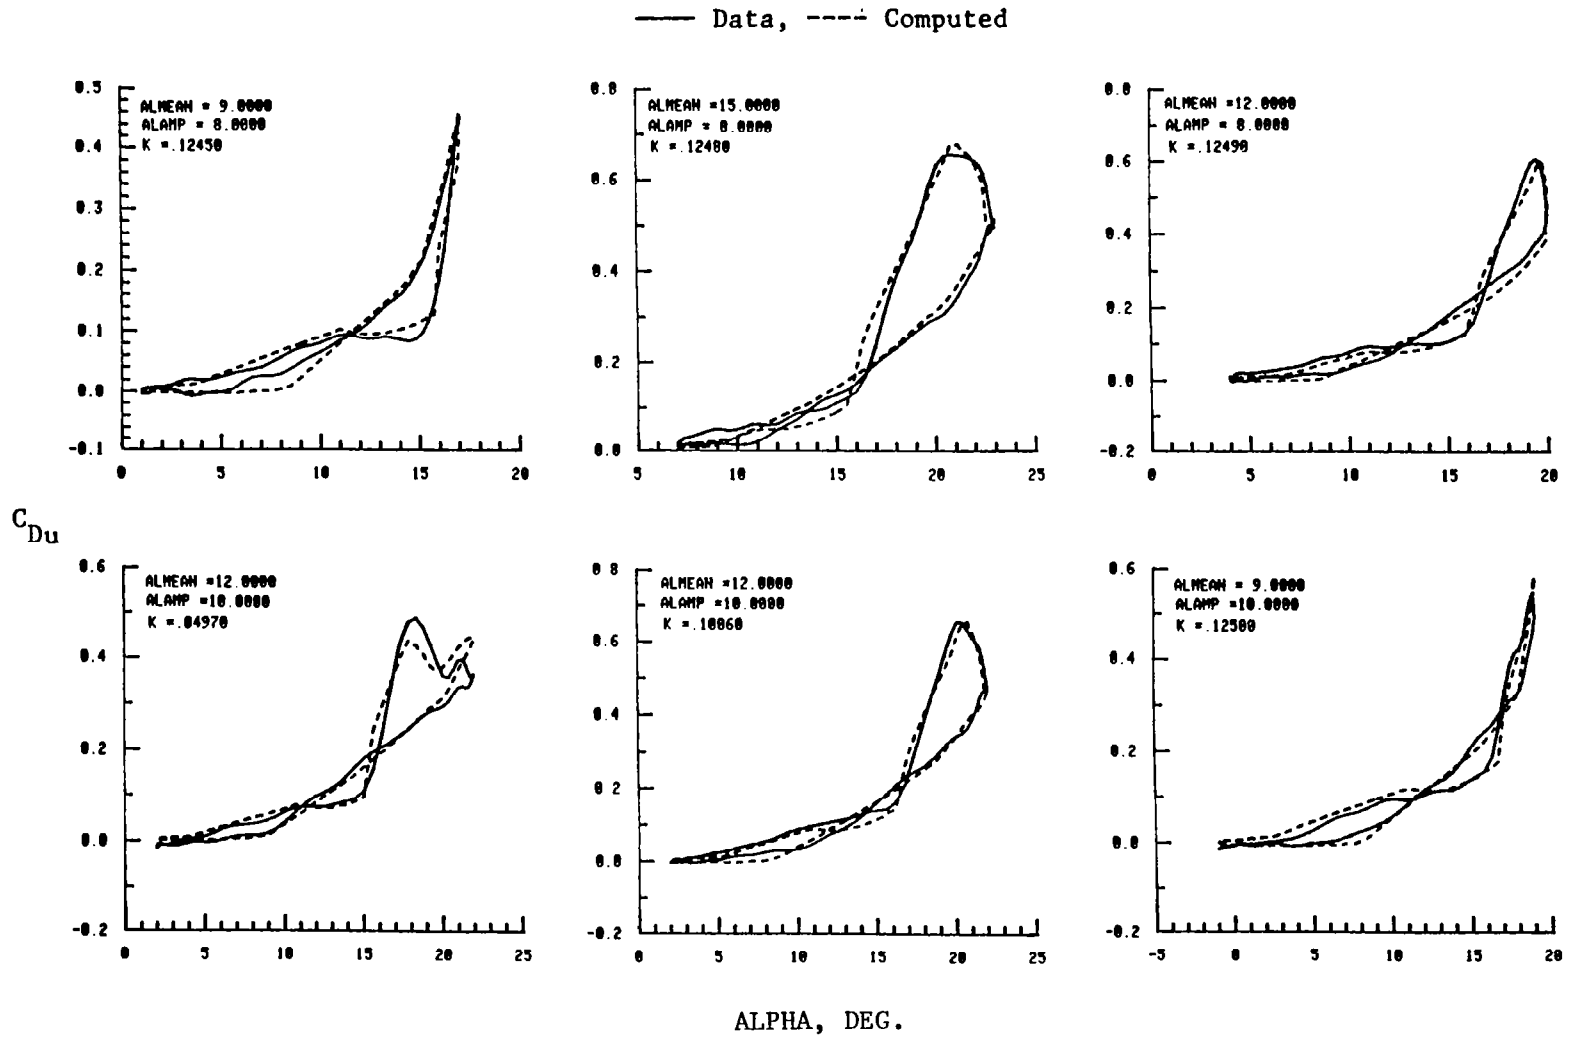 Data, Computed
0.5
ALMEAN = 9.0000
ALAMP = 8.0000
K =.12450
0.4
0.3
0.2
0.1
0.0
-0.1
0 5 10 15 20
0.8
ALMEAN =15.0000
ALAMP = 8.0000
K =.12480
0.6
0.4
0.2
0.0
5 10 15 20 25
0.8
ALMEAN =12.0000
ALAMP = 8.0000
K =.12490
0.6
0.4
0.2
0.0
-0.2
0 5 10 15 20
CDu
0.6
ALMEAN =12.0000
ALAMP =10.0000
K =.04970
0.4
0.2
0.0
-0.2
0 5 10 15 20 25
0.8
ALMEAN =12.0000
ALAMP =10.0000
K =.10060
0.6
0.4
0.2
0.0
-0.2
0 5 10 15 20 25
0.6
ALMEAN = 9.0000
ALAMP =10.0000
K =.12500
0.4
0.2
0.0
-0.2
-5 0 5 10 15 20
ALPHA, DEG.